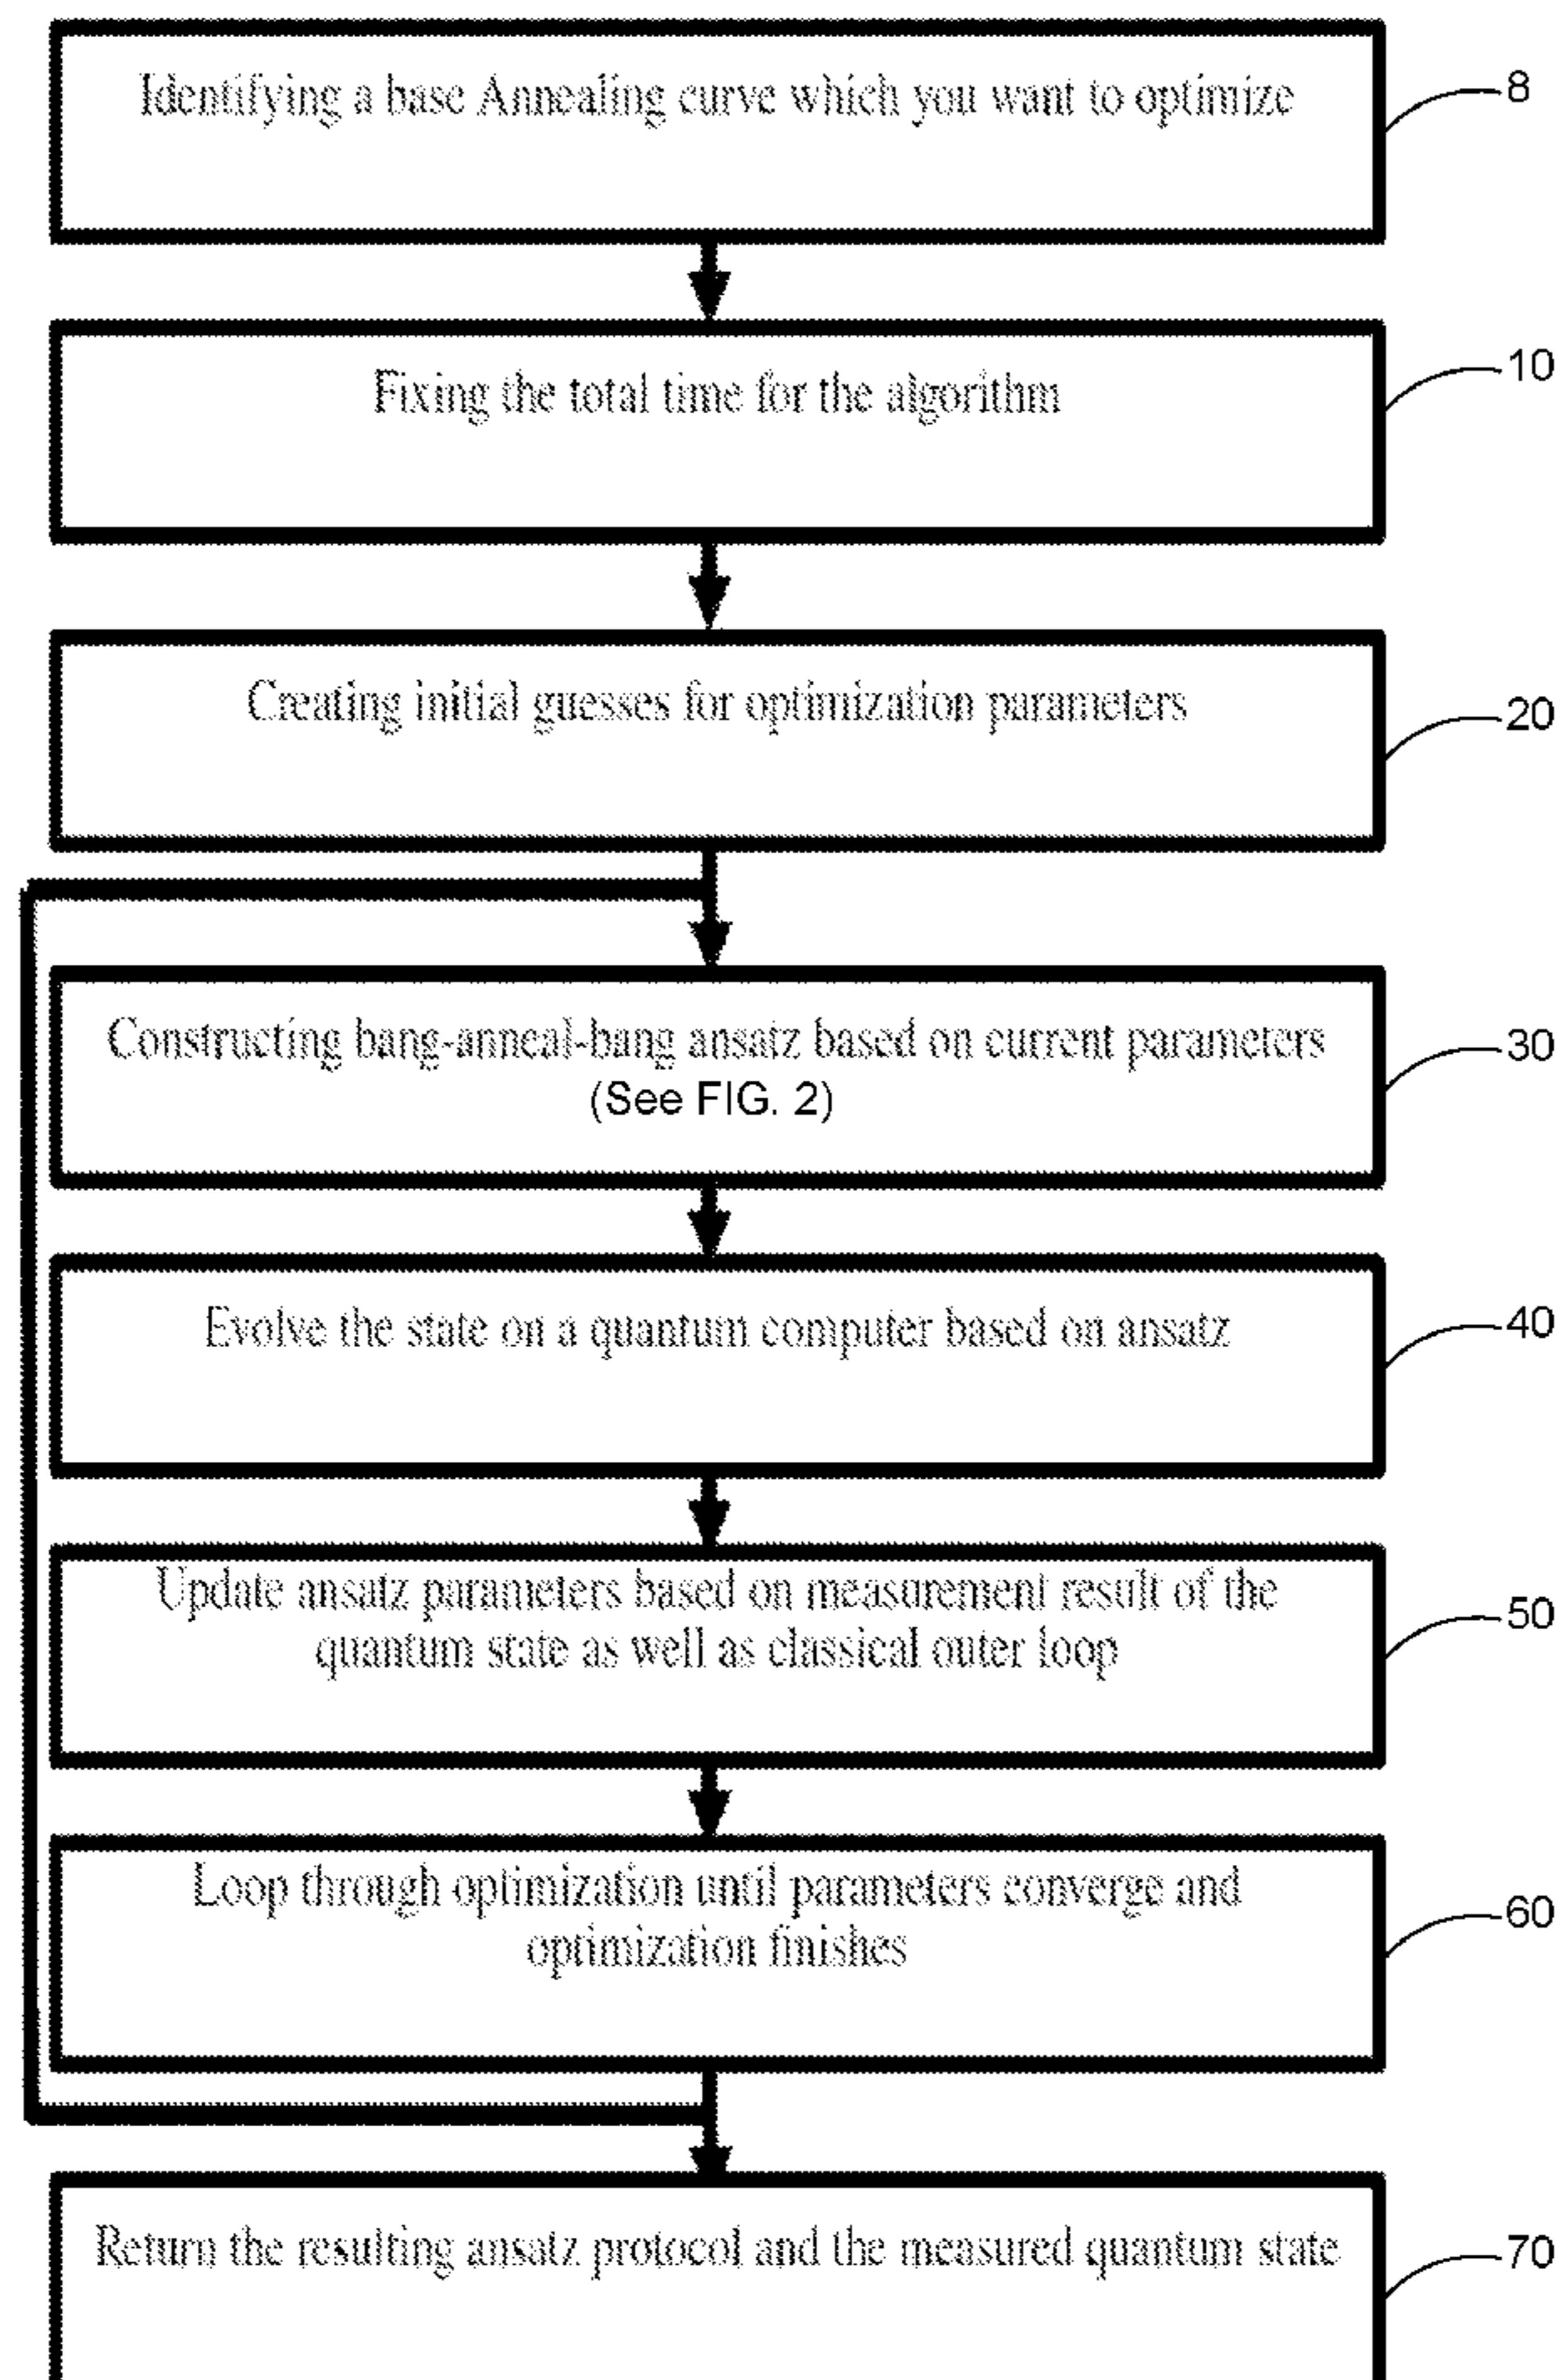 Identifying a base Annealing curve which you want to optimize
8
Fixing the total time for the algorithm
10
Creating initial guesses for optimization parameters
20
Constructing bang-anneal-bang ansatz based on current parameters
(See FIG. 2)
30
Evolve the state on a quantum computer based on ansatz
40
Update ansatz parameters based on measurement result of the
quantum state as well as classical outer loop
50
Loop through optimization until parameters converge and
optimization finishes
60
Return the resulting ansatz protocol and the measured quantum state
70